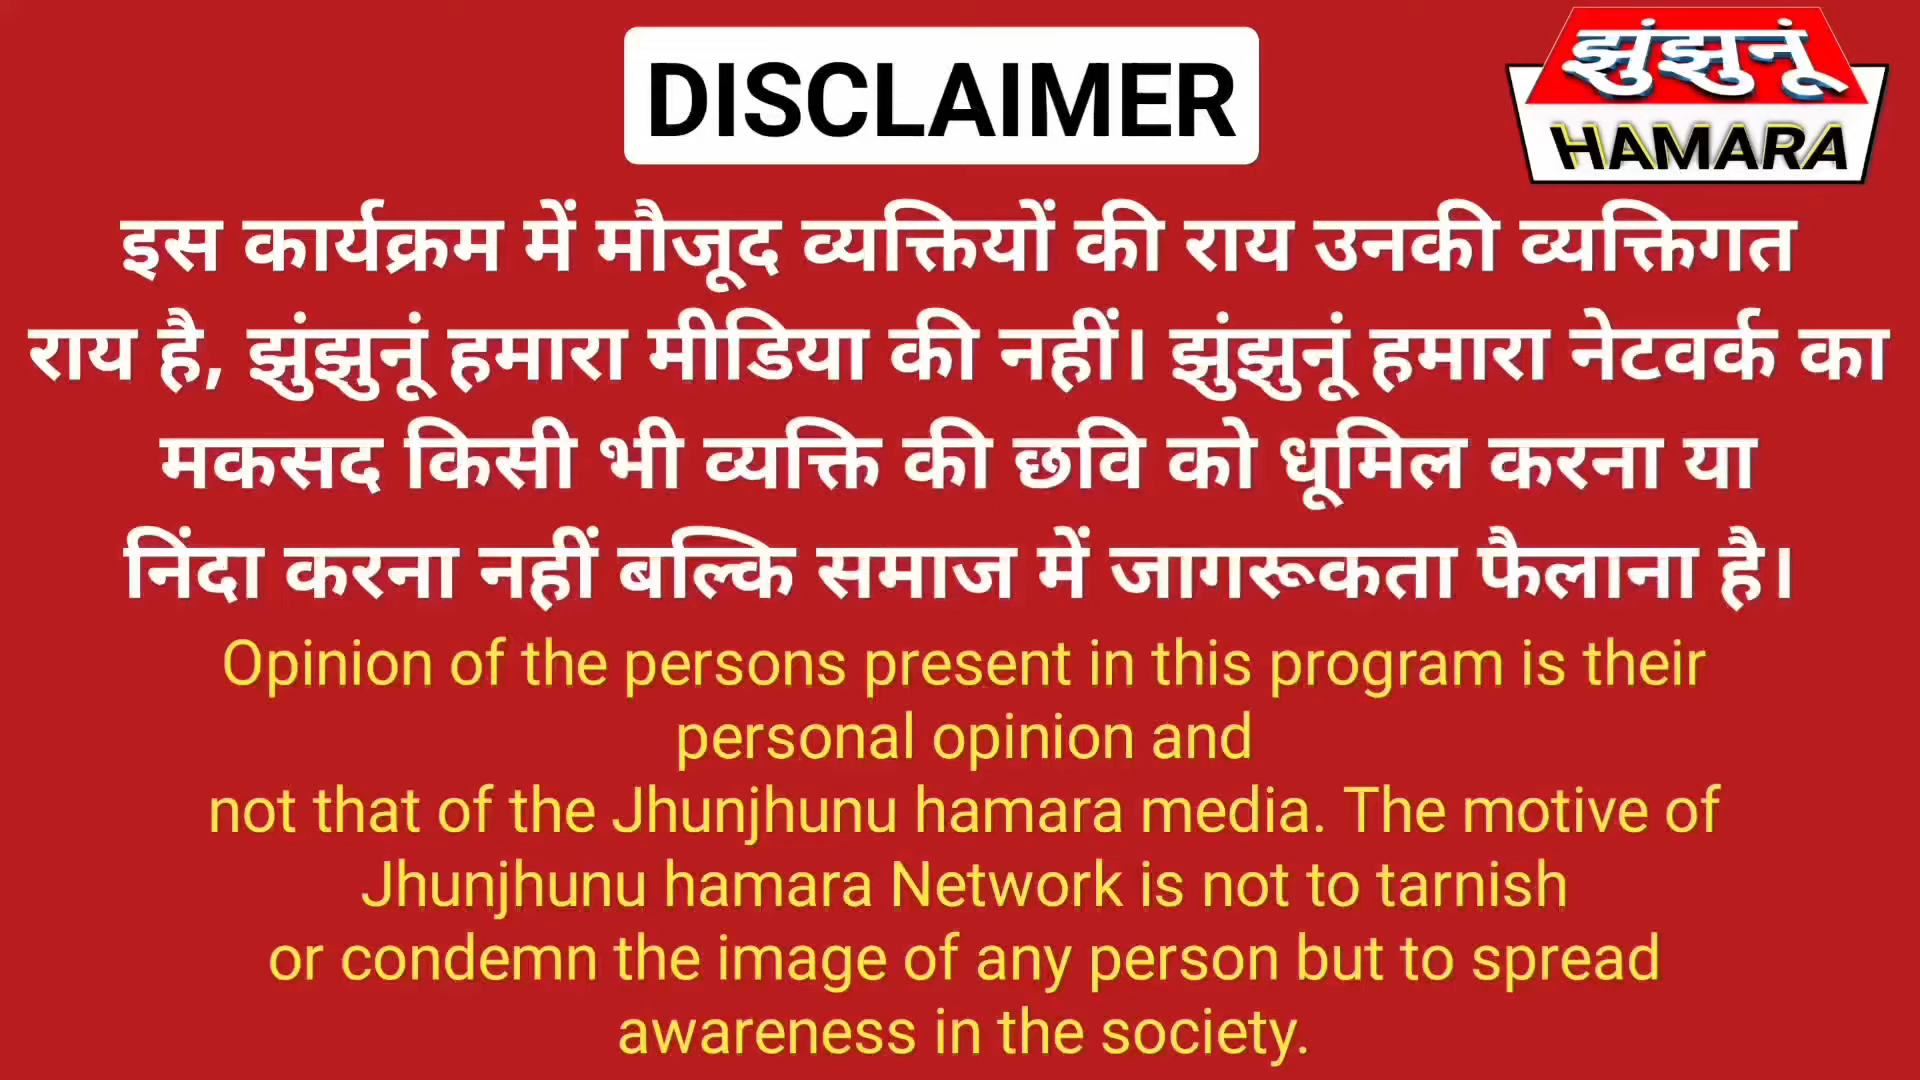 DISCLAIMER
झुंझुनूं
HAMARA
इस कार्यक्रम में मौजूद व्यक्तियों की राय उनकी व्यक्तिगत
राय है, झुंझुनूं हमारा मीडिया की नहीं। झुंझुनूं हमारा नेटवर्क का
मकसद किसी भी व्यक्ति की छवि को धूमिल करना या
निंदा करना नहीं बल्कि समाज में जागरूकता फैलाना है।
Opinion of the persons present in this program is their
personal opinion and
not that of the Jhunjhunu hamara media. The motive of
Jhunjhunu hamara Network is not to tarnish
or condemn the image of any person but to spread
awareness in the society.